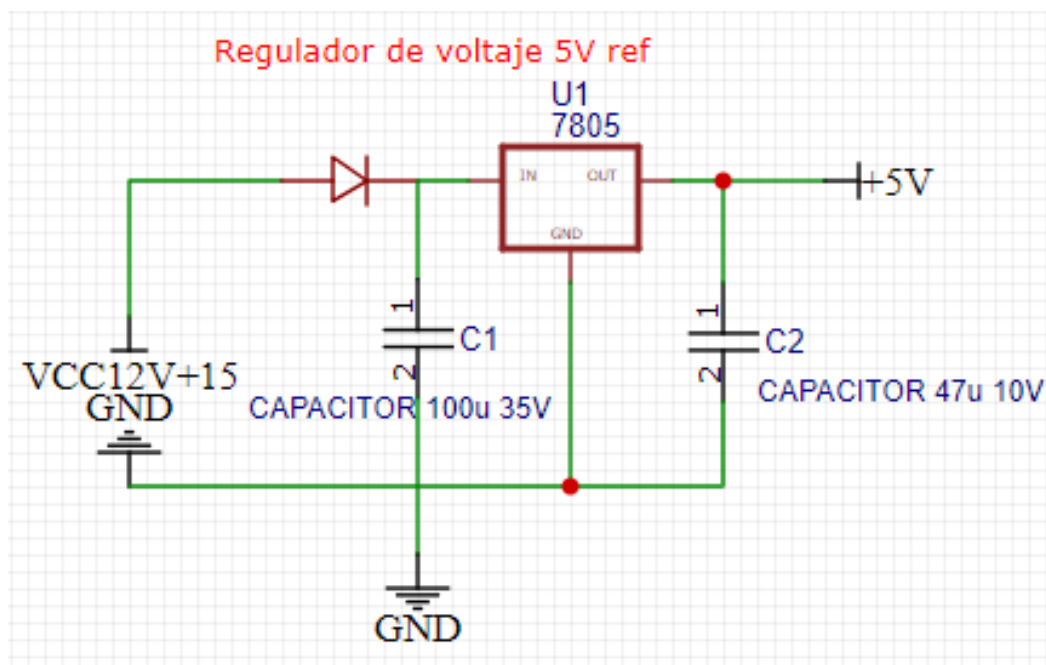 Regulador de voltaje 5V ref
U1
7805
IN OUT
GND
+5V
1
C1
2
CAPACITOR 100u 35V
1
C2
2
CAPACITOR 47u 10V
VCC12V+15
GND
GND